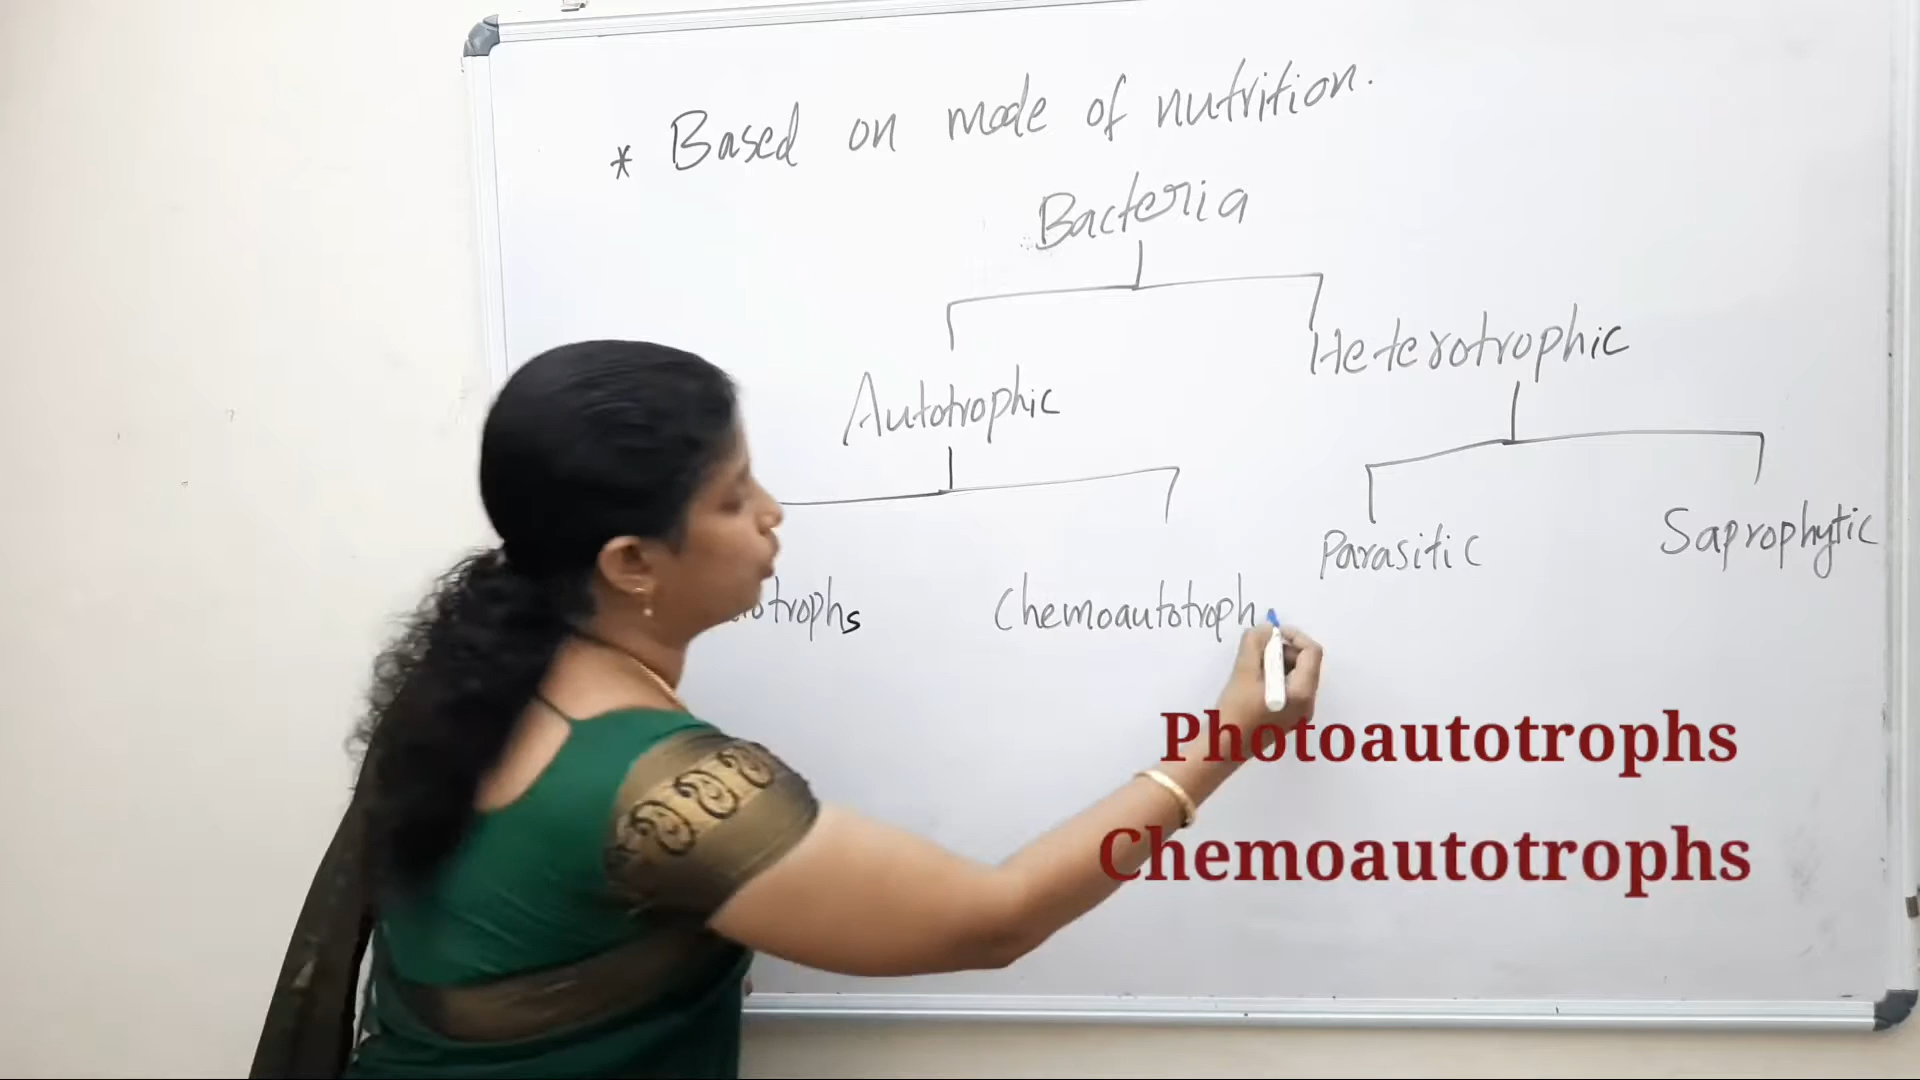 * Based on mode of nutrition.
Bacteria
Autotrophic
Heterotrophic
Parasitic
Saprophytic
Chemoautotroph
Photoautotrophs
Chemoautotrophs